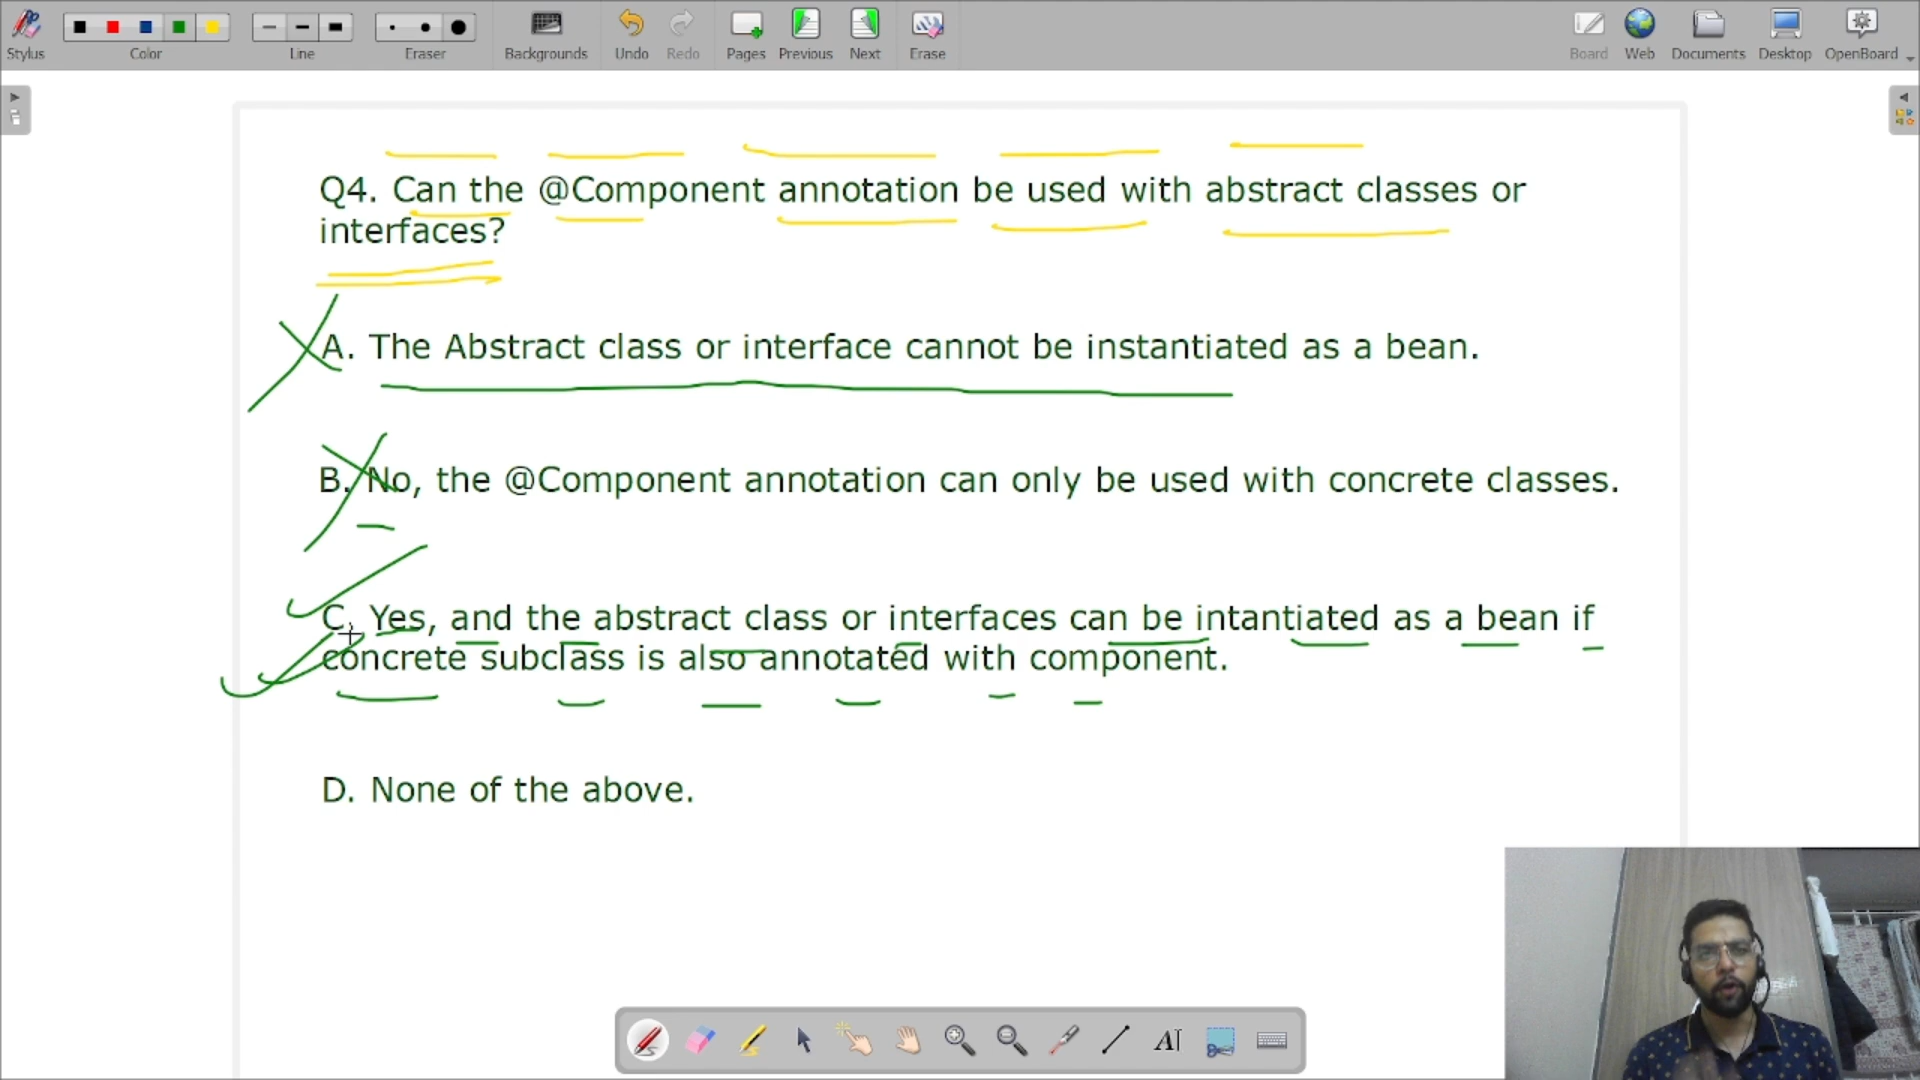 Stylus
Color
Line
Eraser
Backgrounds
Undo
Redo
Pages
Previous
Next
Erase
Board
Web
Documents
Desktop
OpenBoard
Q4. Can the @Component annotation be used with abstract classes or
interfaces?
A. The Abstract class or interface cannot be instantiated as a bean.
B. No, the @Component annotation can only be used with concrete classes.
C. Yes, and the abstract class or interfaces can be intantiated as a bean if
concrete subclass is also annotated with component.
D. None of the above.